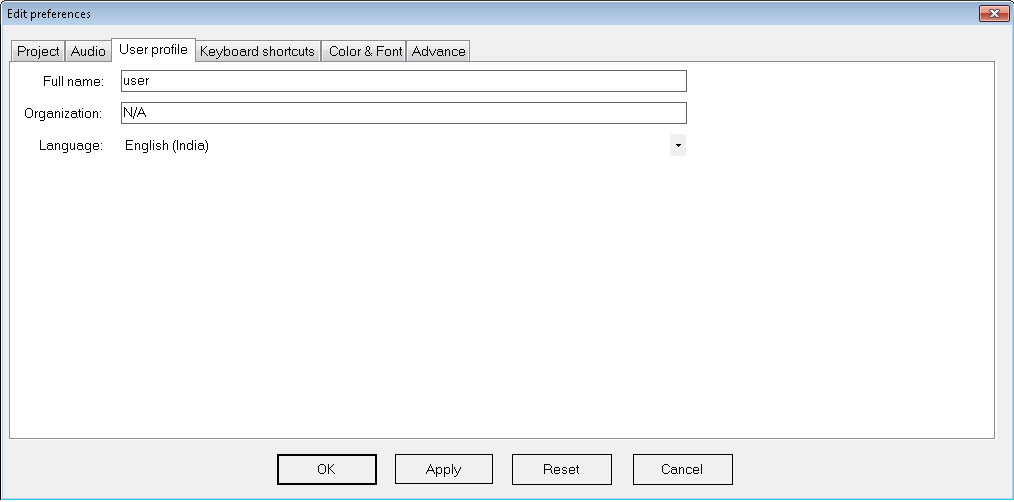 Edit preferences
Project Audio User profile Keyboard shortcuts Color & Font Advance
Full name: user
Organization: N/A
Language: English (India)
OK Apply Reset Cancel